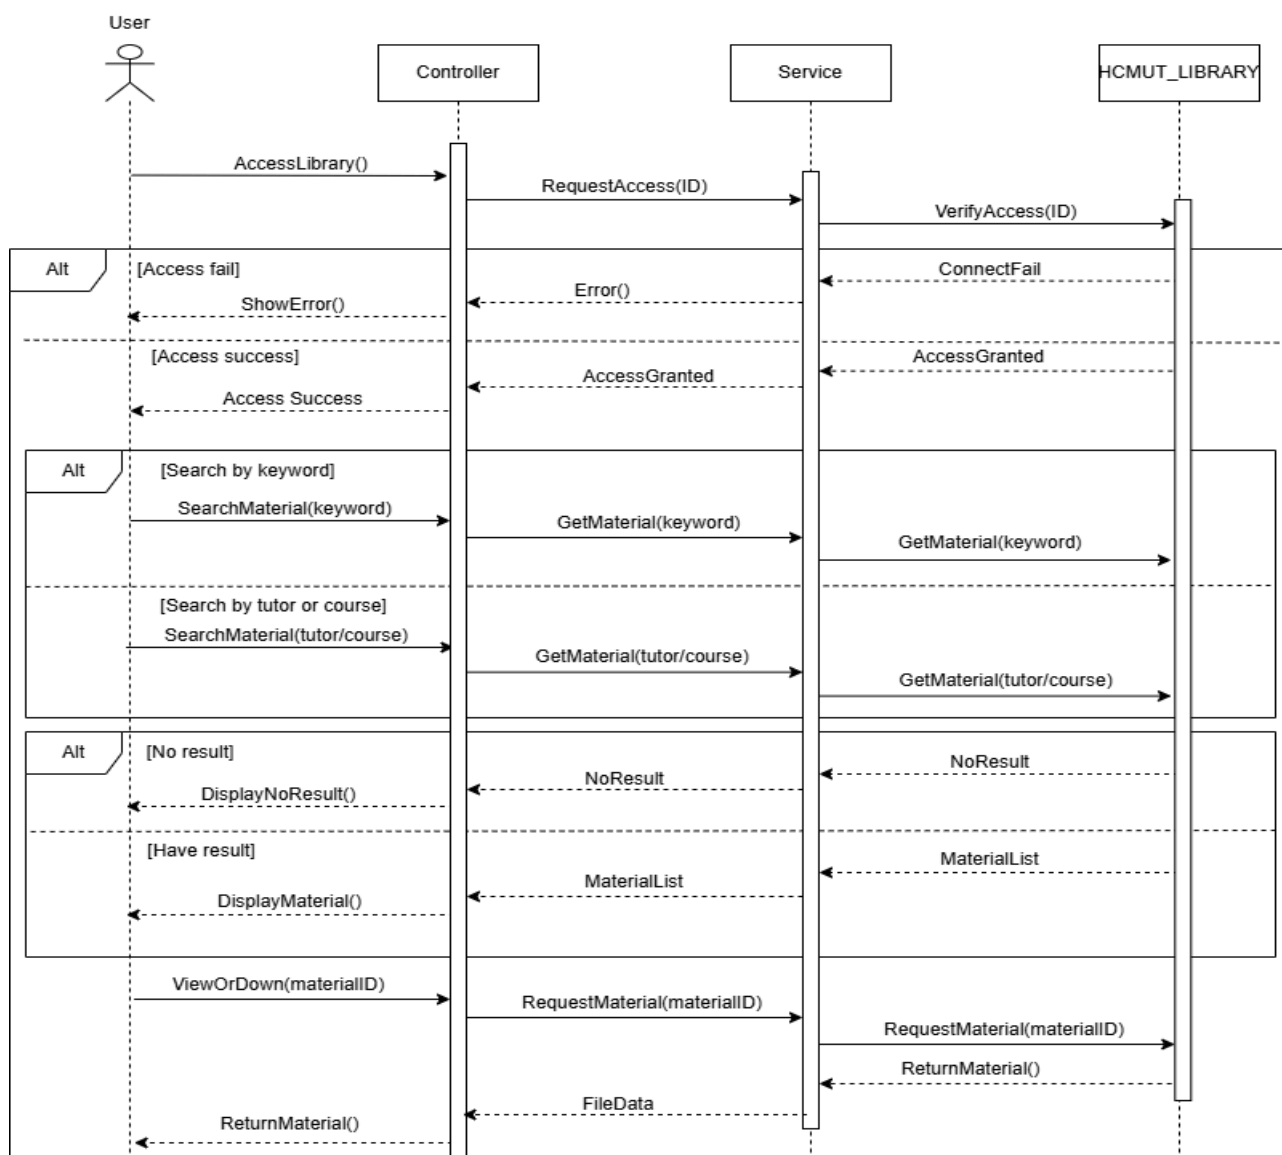 User
Controller
Service
HCMUT_LIBRARY
AccessLibrary()
RequestAccess(ID)
VerifyAccess(ID)
Alt
[Access fail]
ConnectFail
Error()
ShowError()
[Access success]
AccessGranted
AccessGranted
Access Success
Alt
[Search by keyword]
SearchMaterial(keyword)
GetMaterial(keyword)
GetMaterial(keyword)
[Search by tutor or course]
SearchMaterial(tutor/course)
GetMaterial(tutor/course)
GetMaterial(tutor/course)
Alt
[No result]
NoResult
NoResult
DisplayNoResult()
[Have result]
MaterialList
MaterialList
DisplayMaterial()
ViewOrDown(materialID)
RequestMaterial(materialID)
RequestMaterial(materialID)
ReturnMaterial()
FileData
ReturnMaterial()